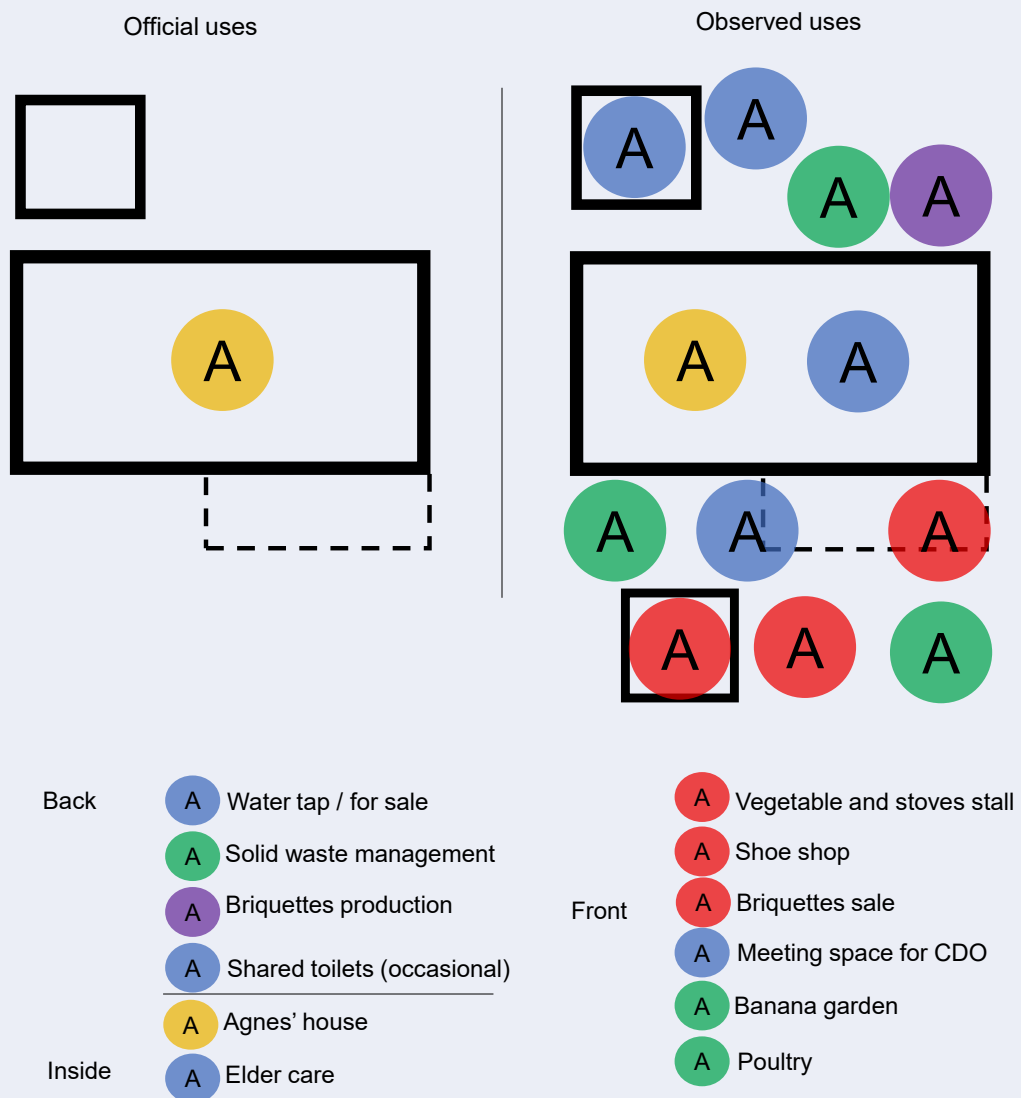 Official uses
Observed uses
A
A
A
A
A
A
A
A
A
A
A
A
A
Back
A Water tap / for sale
A Solid waste management
A Briquettes production
A Shared toilets (occasional)
A Agnes’ house
Inside
A Elder care
A Vegetable and stoves stall
A Shoe shop
Front
A Briquettes sale
A Meeting space for CDO
A Banana garden
A Poultry